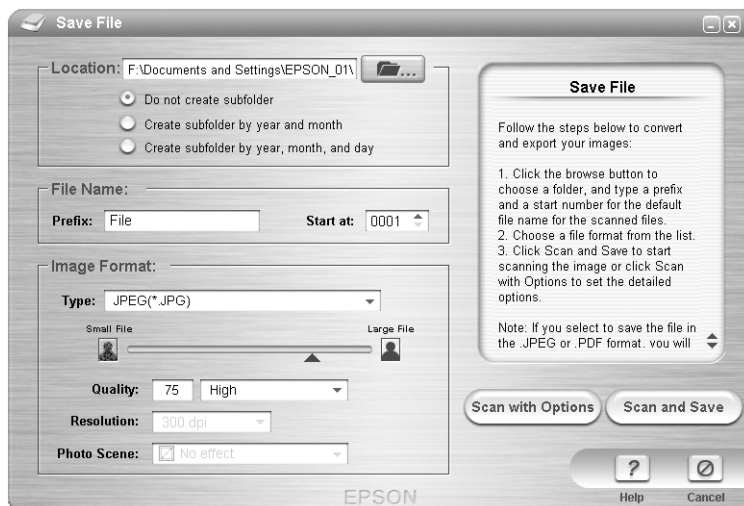 Save File
Location: F:\Documents and Settings\EPSON_01\ ...
Do not create subfolder
Create subfolder by year and month
Create subfolder by year, month, and day
File Name:
Prefix: File Start at: 0001
Image Format:
Type: JPEG(*.JPG)
Small File Large File
Quality: 75 High
Resolution: 300 dpi
Photo Scene: No effect
Save File
Follow the steps below to convert
and export your images:
1. Click the browse button to
choose a folder, and type a prefix
and a start number for the default
file name for the scanned files.
2. Choose a file format from the list.
3. Click Scan and Save to start
scanning the image or click Scan
with Options to set the detailed
options.
Note: If you select to save the file in
the .JPEG or .PDF format. you will
Scan with Options Scan and Save
?
Help Cancel
EPSON